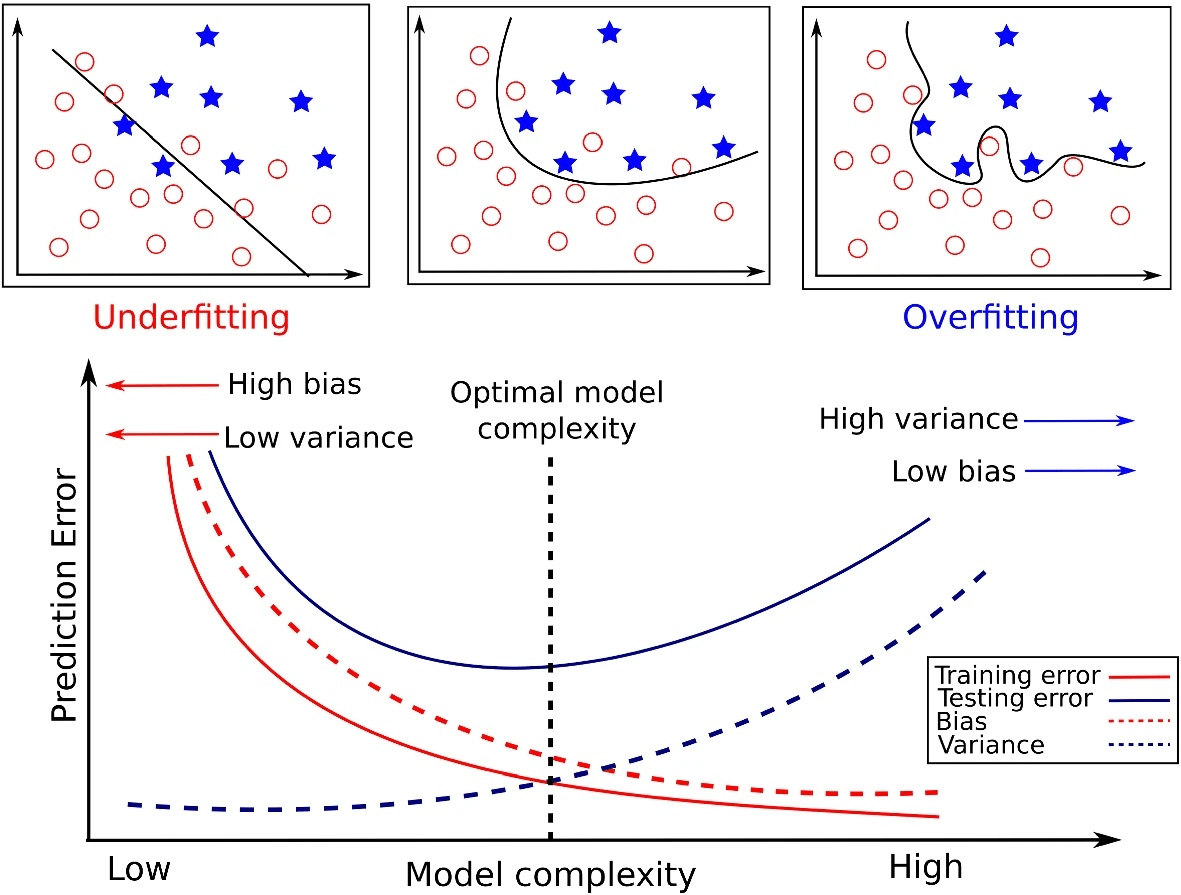 Underfitting
Overfitting
High bias
Low variance
Optimal model
complexity
High variance
Low bias
Prediction Error
Training error
Testing error
Bias
Variance
Low
Model complexity
High